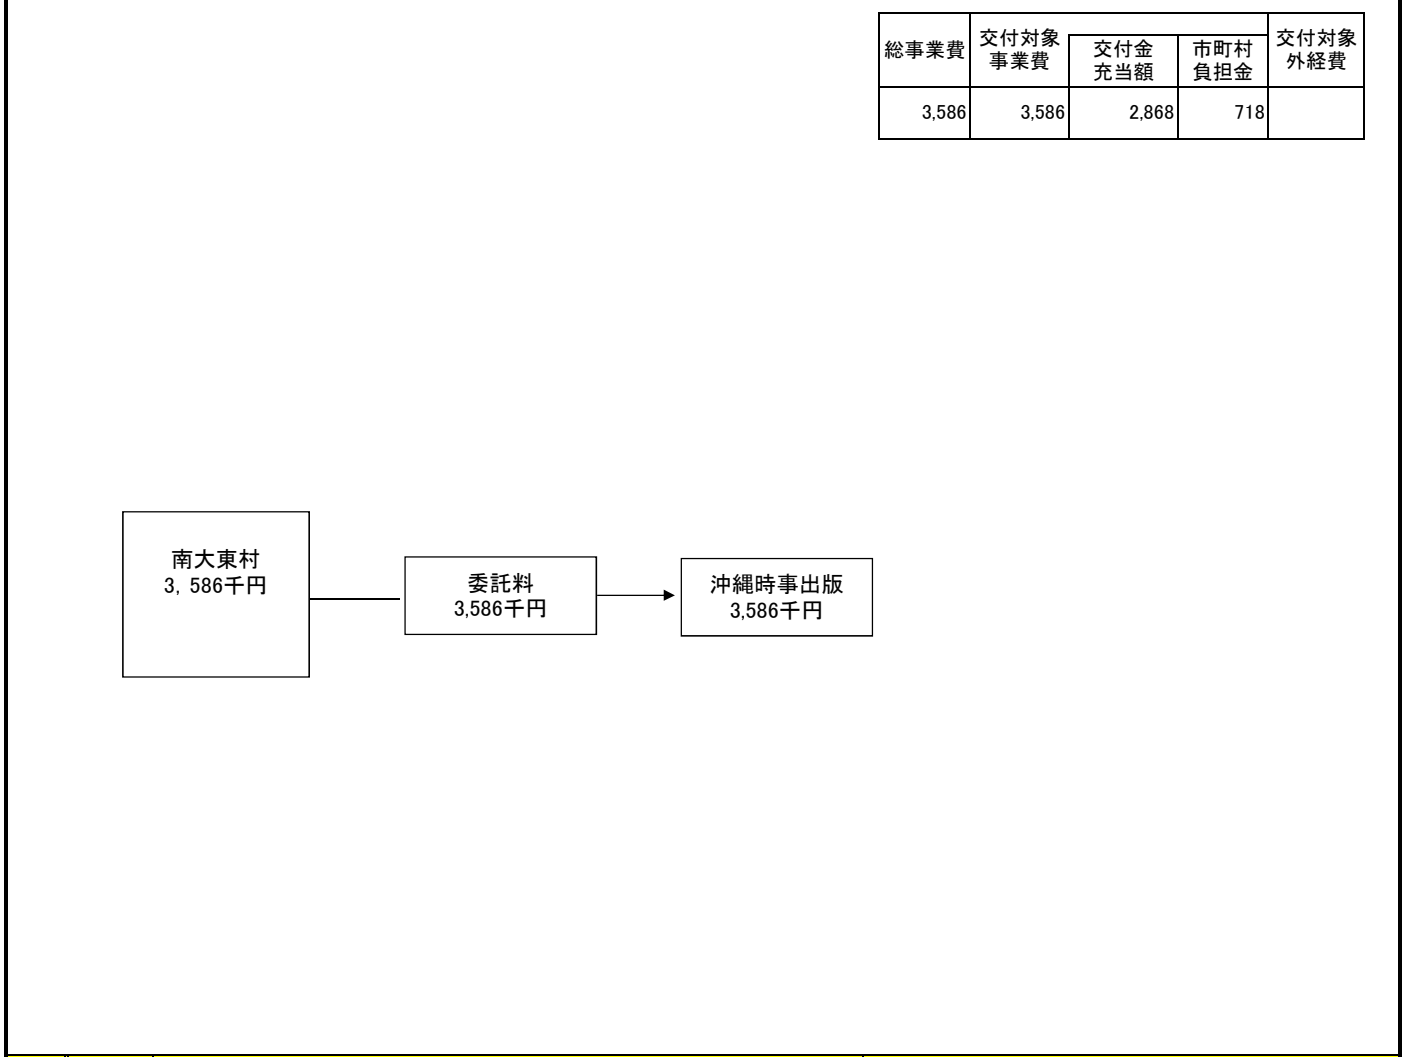 総事業費
交付対象
事業費
交付金
充当額
市町村
負担金
交付対象
外経費
3,586
3,586
2,868
718
南大東村
3, 586千円
委託料
3,586千円
沖縄時事出版
3,586千円